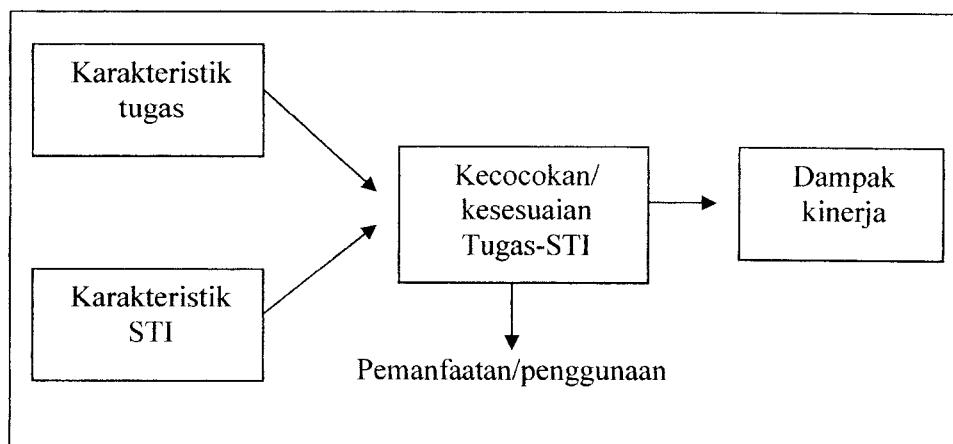 Karakteristik
tugas
Karakteristik
STI
Kecocokan/
kesesuaian
Tugas-STI
Dampak
kinerja
Pemanfaatan/penggunaan